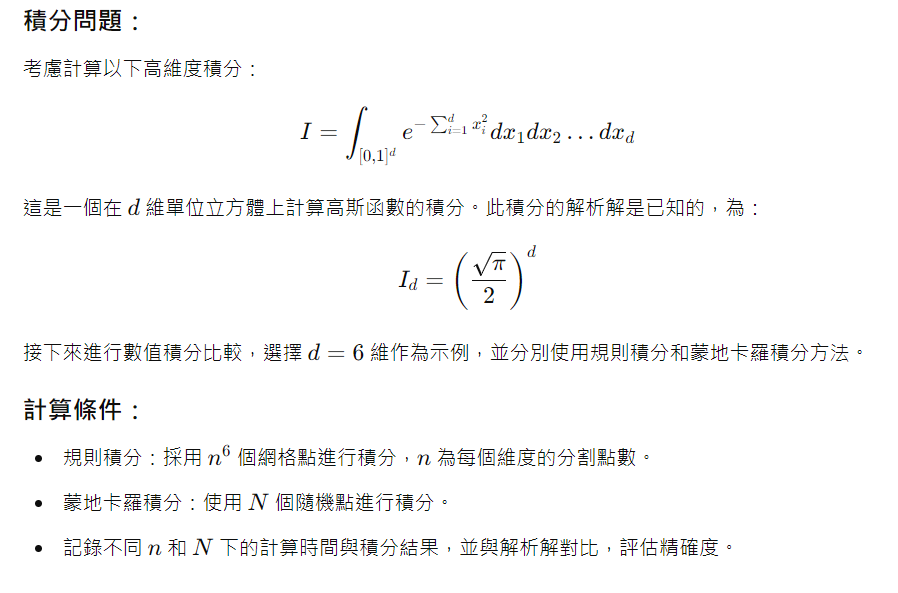 積分問題：
考慮計算以下高維度積分：
$$I = \int_{[0,1]^d} e^{-\sum_{i=1}^{d} x_i^2} dx_1 dx_2 \ldots dx_d$$
這是一個在 $d$ 維單位立方體上計算高斯函數的積分。此積分的解析解是已知的，為：
$$I_d = \left( \frac{\sqrt{\pi}}{2} \right)^d$$
接下來進行數值積分比較，選擇 $d = 6$ 維作為示例，並分別使用規則積分和蒙地卡羅積分方法。
計算條件：
• 規則積分：採用 $n^6$ 個網格點進行積分，$n$ 為每個維度的分割點數。
• 蒙地卡羅積分：使用 $N$ 個隨機點進行積分。
• 記錄不同 $n$ 和 $N$ 下的計算時間與積分結果，並與解析解對比，評估精確度。